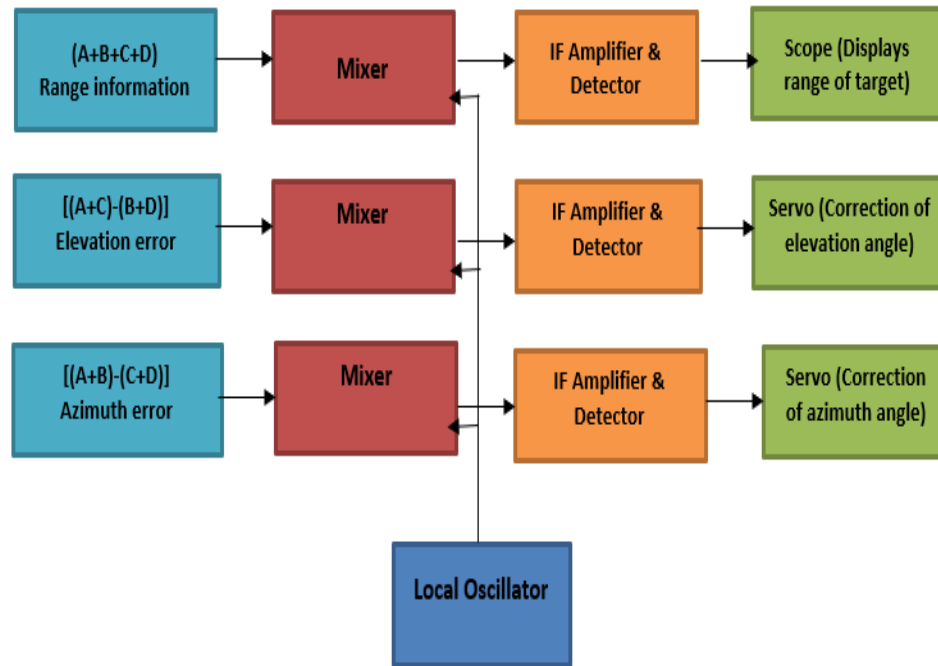 (A+B+C+D)
Range information
Mixer
IF Amplifier &
Detector
Scope (Displays
range of target)
[(A+C)-(B+D)]
Elevation error
Mixer
IF Amplifier &
Detector
Servo (Correction of
elevation angle)
[(A+B)-(C+D)]
Azimuth error
Mixer
IF Amplifier &
Detector
Servo (Correction
of azimuth angle)
Local Oscillator